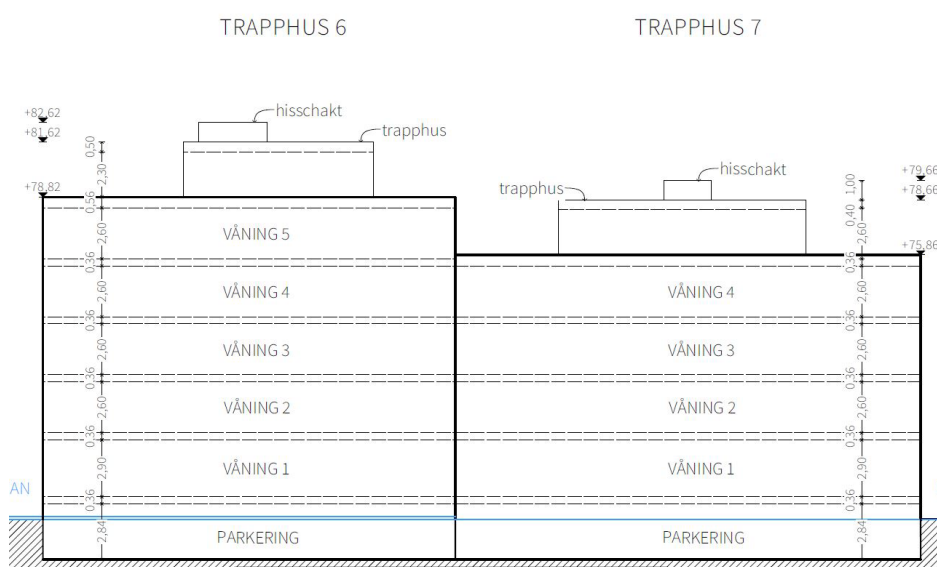 TRAPPHUS 6
TRAPPHUS 7
+82,62
hisschakt
+81,62
trapphus
0,50
2,30
+78,82
0,56
2,60
VÅNING 5
0,36
2,60
VÅNING 4
0,36
2,60
VÅNING 3
0,36
2,60
VÅNING 2
0,36
2,90
VÅNING 1
AN
0,36
2,84
PARKERING
hisschakt
+79,66
trapphus
1,00
+78,66
0,40
2,60
+75,86
0,36
VÅNING 4
2,60
0,36
VÅNING 3
2,60
0,36
VÅNING 2
2,60
0,36
VÅNING 1
2,90
0,36
PARKERING
2,84